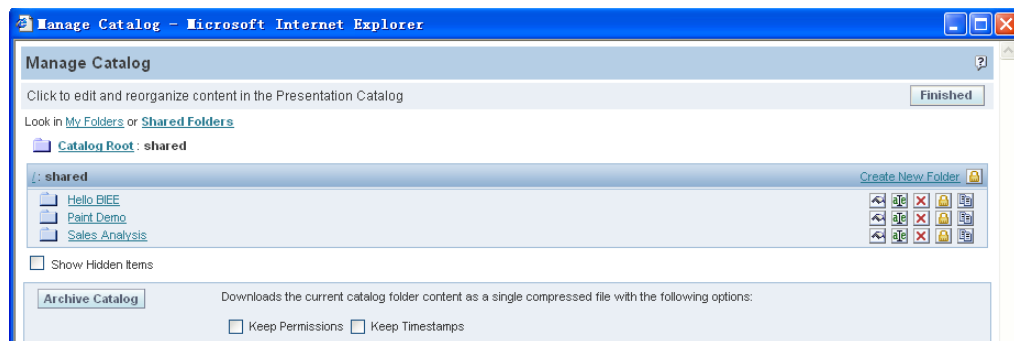 Manage Catalog - Microsoft Internet Explorer
Manage Catalog
Click to edit and reorganize content in the Presentation Catalog
Finished
Look in My Folders or Shared Folders
Catalog Root : shared
/: shared
Create New Folder
Hello BIEE
Paint Demo
Sales Analysis
Show Hidden Items
Archive Catalog
Downloads the current catalog folder content as a single compressed file with the following options:
Keep Permissions Keep Timestamps